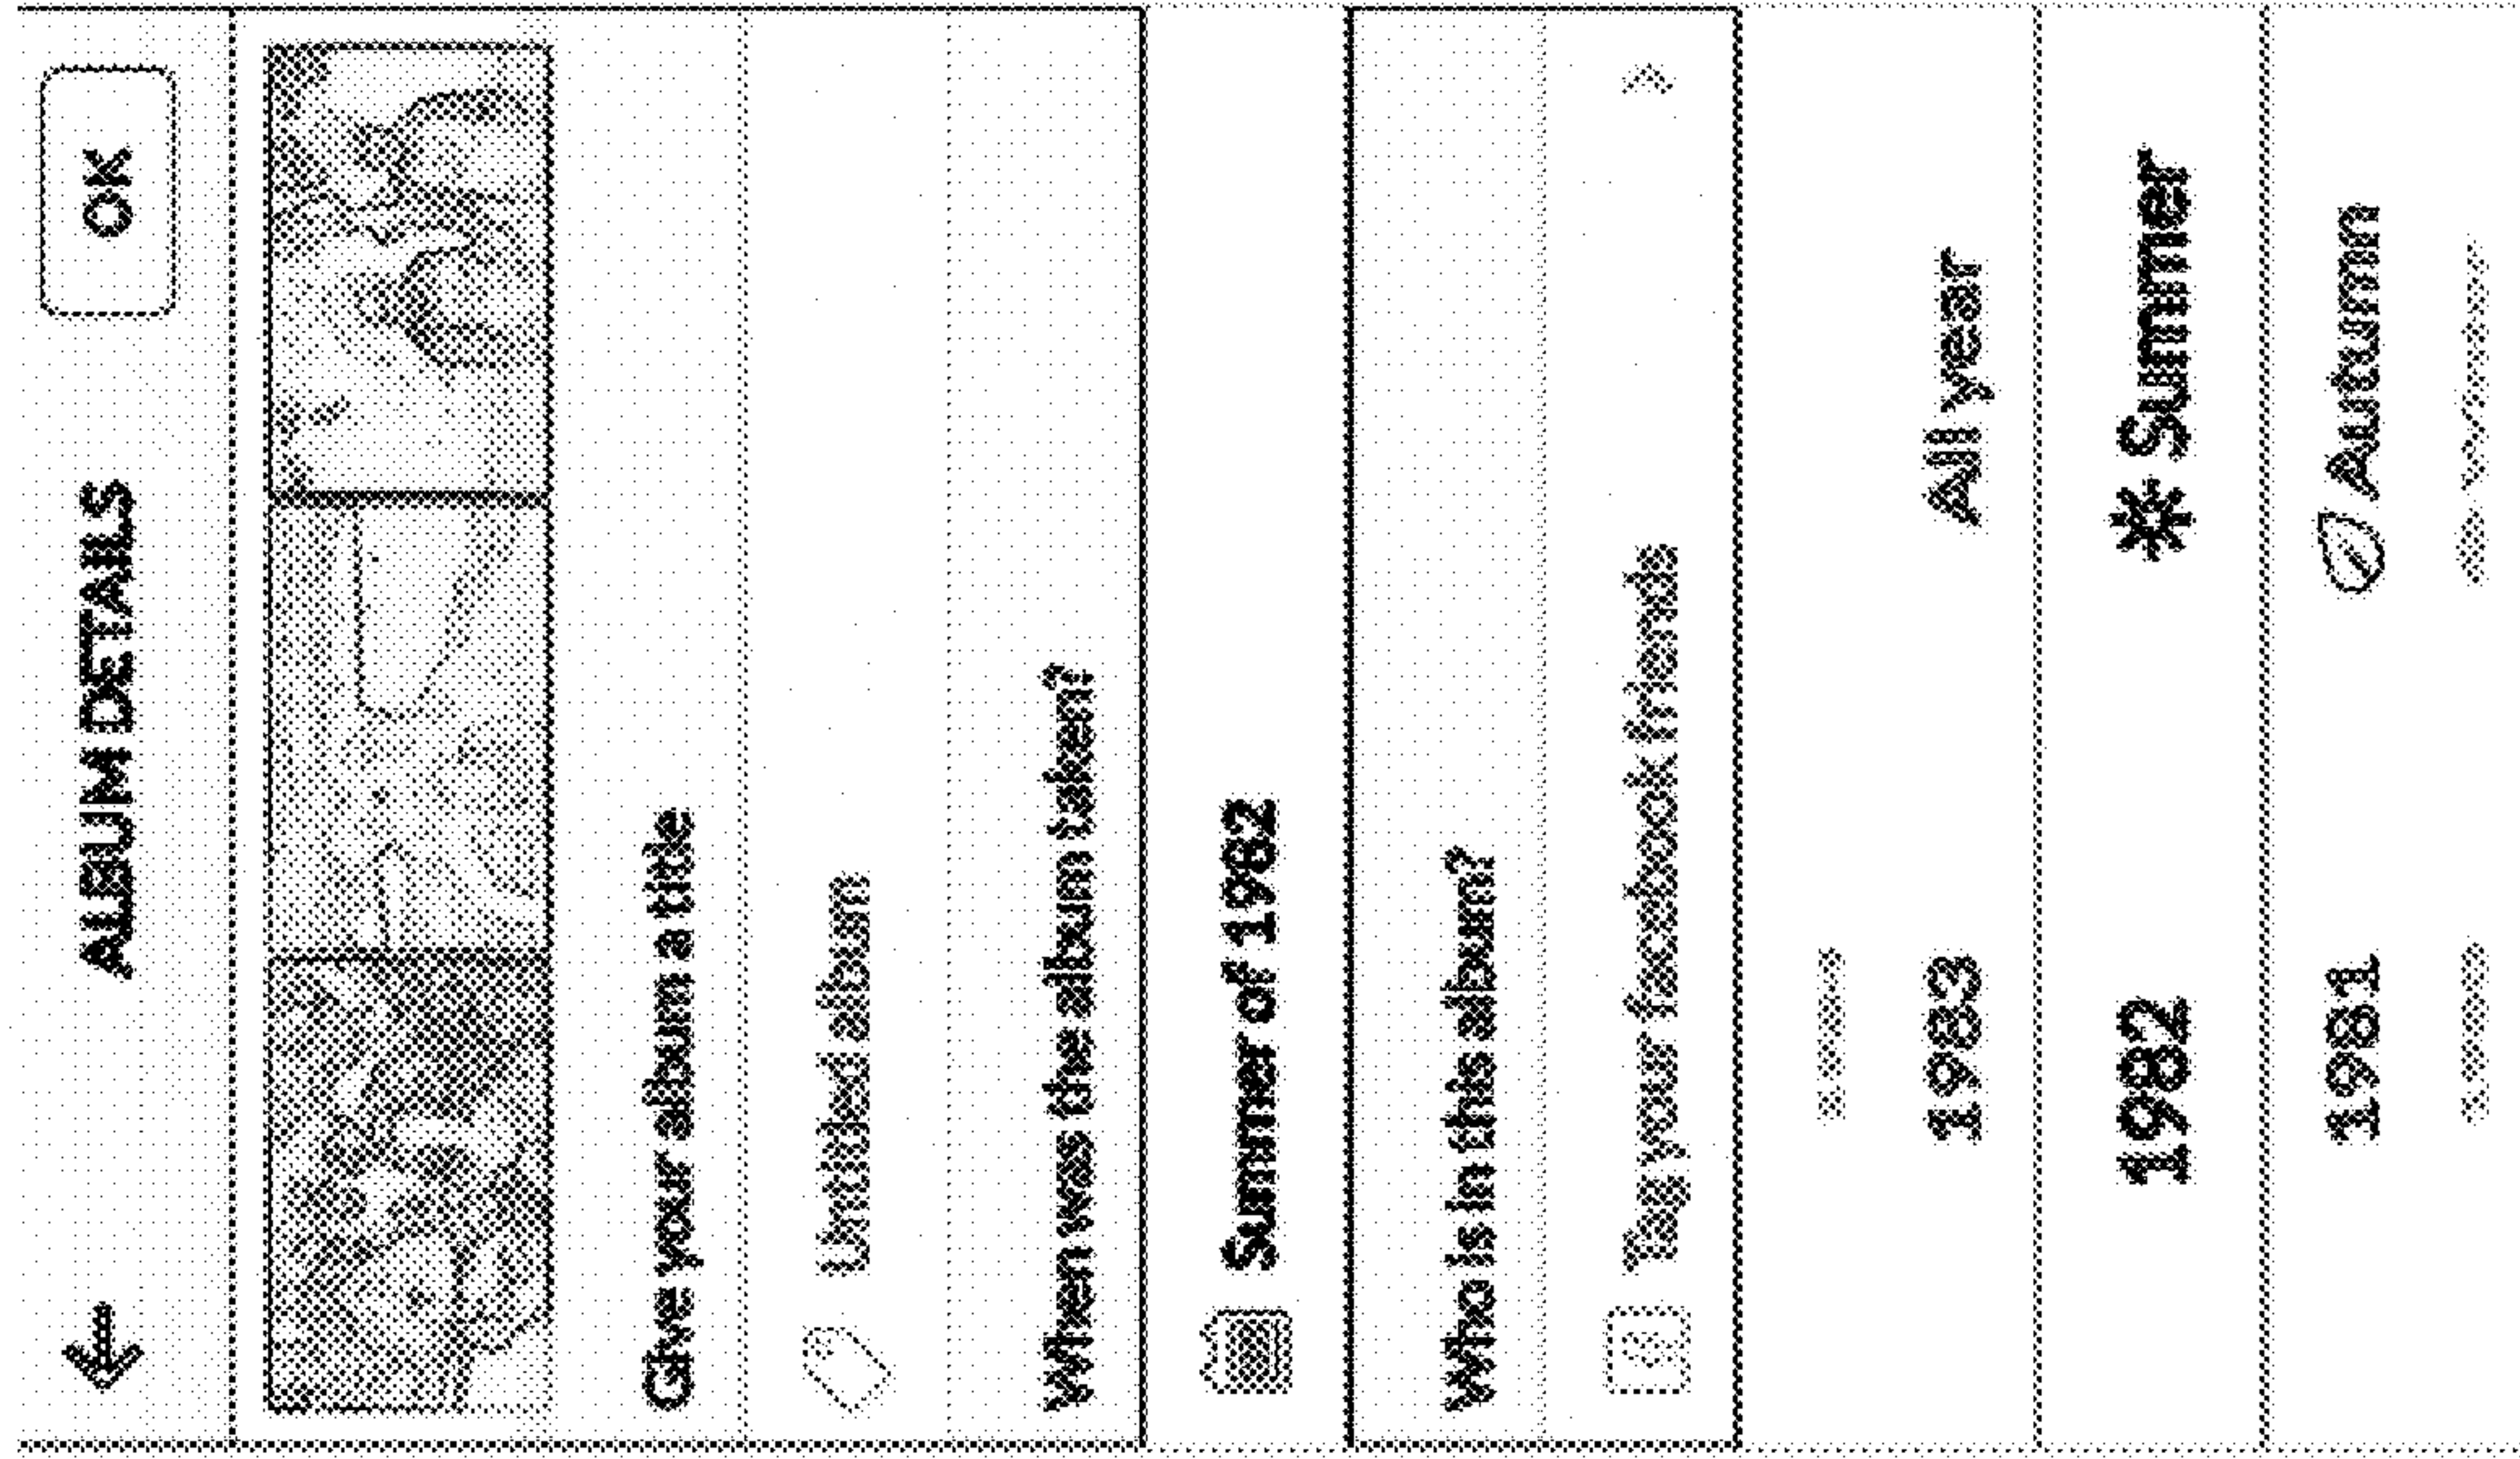 ALBUM DETAILS OK
Give your album a title
Untitled album
When was the album taken?
Summer of 1982
Who is in this album?
Tag your facebook friends
1983 All year
1982 Summer
1981 Autumn